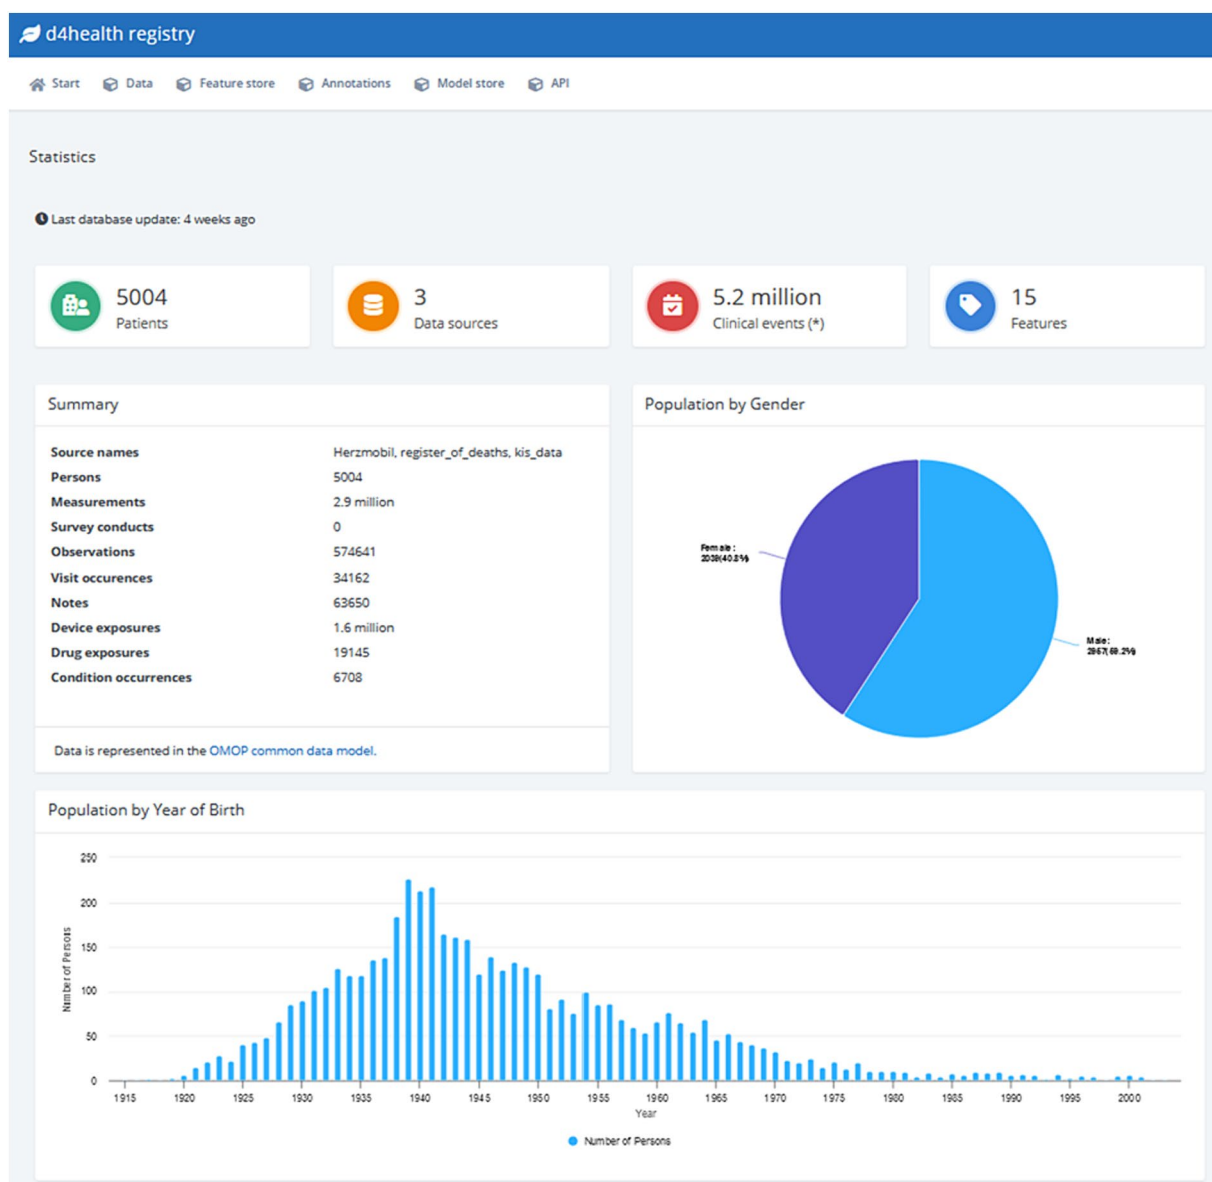 d4health registry
Start Data Feature store Annotations Model store API
Statistics
Last database update: 4 weeks ago
5004
Patients
3
Data sources
5.2 million
Clinical events (*)
15
Features
Summary
Source names Herzmobil, register_of_deaths, kis_data
Persons 5004
Measurements 2.9 million
Survey conducts 0
Observations 574641
Visit occurences 34162
Notes 63650
Device exposures 1.6 million
Drug exposures 19145
Condition occurrences 6708
Data is represented in the OMOP common data model.
Population by Gender
Female:
Male:
Population by Year of Birth
250
200
150
100
50
0
Number of Persons
1915 1920 1925 1930 1935 1940 1945 1950 1955 1960 1965 1970 1975 1980 1985 1990 1995 2000
Year
Number of Persons